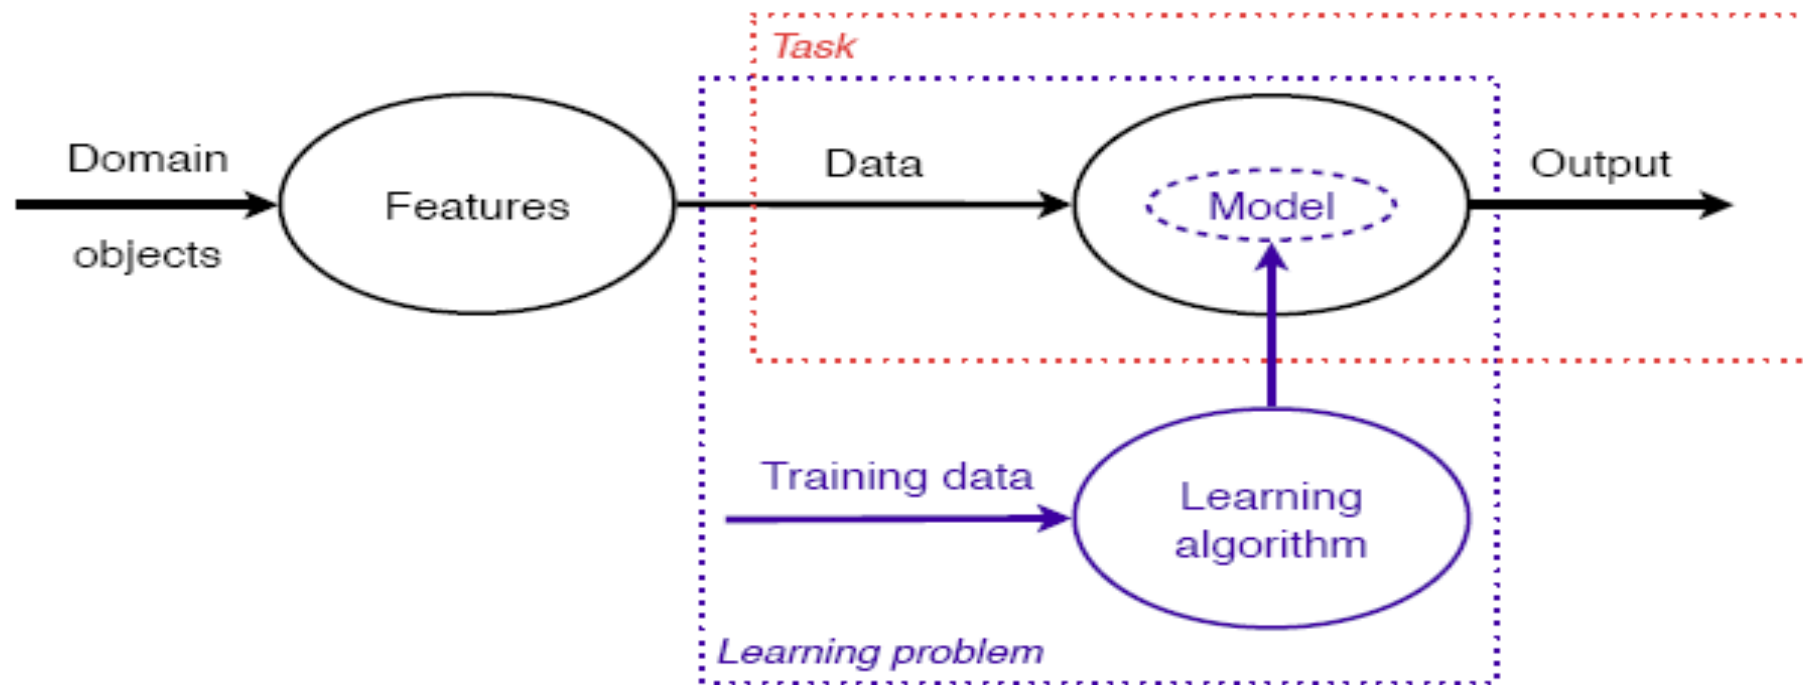 Task
Domain
objects
Features
Data
Model
Output
Training data
Learning
algorithm
Learning problem